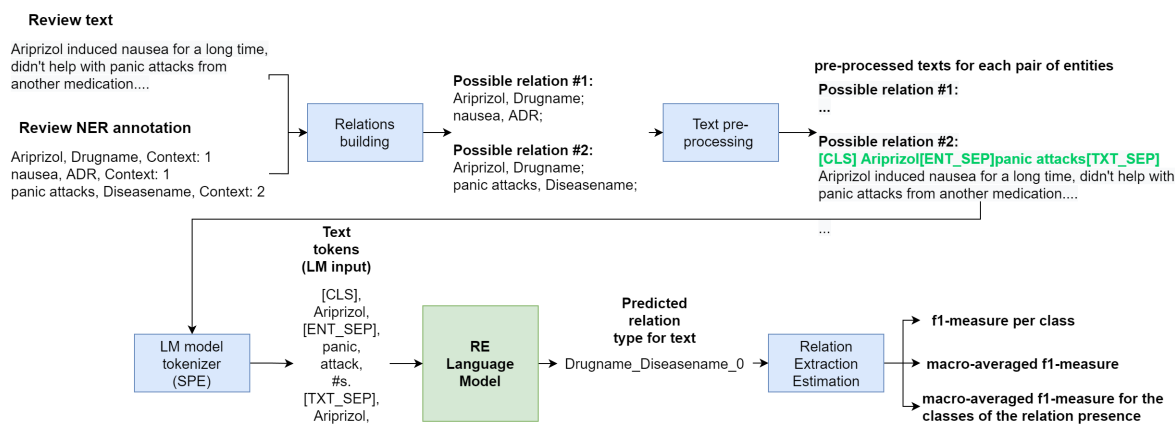 Review text
Ariprizol induced nausea for a long time,
didn't help with panic attacks from
another medication....
Review NER annotation
Ariprizol, Drugname, Context: 1
nausea, ADR, Context: 1
panic attacks, Diseasename, Context: 2
Relations
building
Possible relation #1:
Ariprizol, Drugname;
nausea, ADR;
Possible relation #2:
Ariprizol, Drugname;
panic attacks, Diseasename;
Text pre-
processing
pre-processed texts for each pair of entities
Possible relation #1:
...
Possible relation #2:
[CLS] Ariprizol[ENT_SEP]panic attacks[TXT_SEP]
Ariprizol induced nausea for a long time, didn't help with
panic attacks from another medication....
...
LM model
tokenizer
(SPE)
Text
tokens
(LM input)
[CLS],
Ariprizol,
[ENT_SEP],
panic,
attack,
#s.
[TXT_SEP],
Ariprizol,
RE
Language
Model
Predicted
relation
type for text
Drugname_Diseasename_0
Relation
Extraction
Estimation
f1-measure per class
macro-averaged f1-measure
macro-averaged f1-measure for the
classes of the relation presence